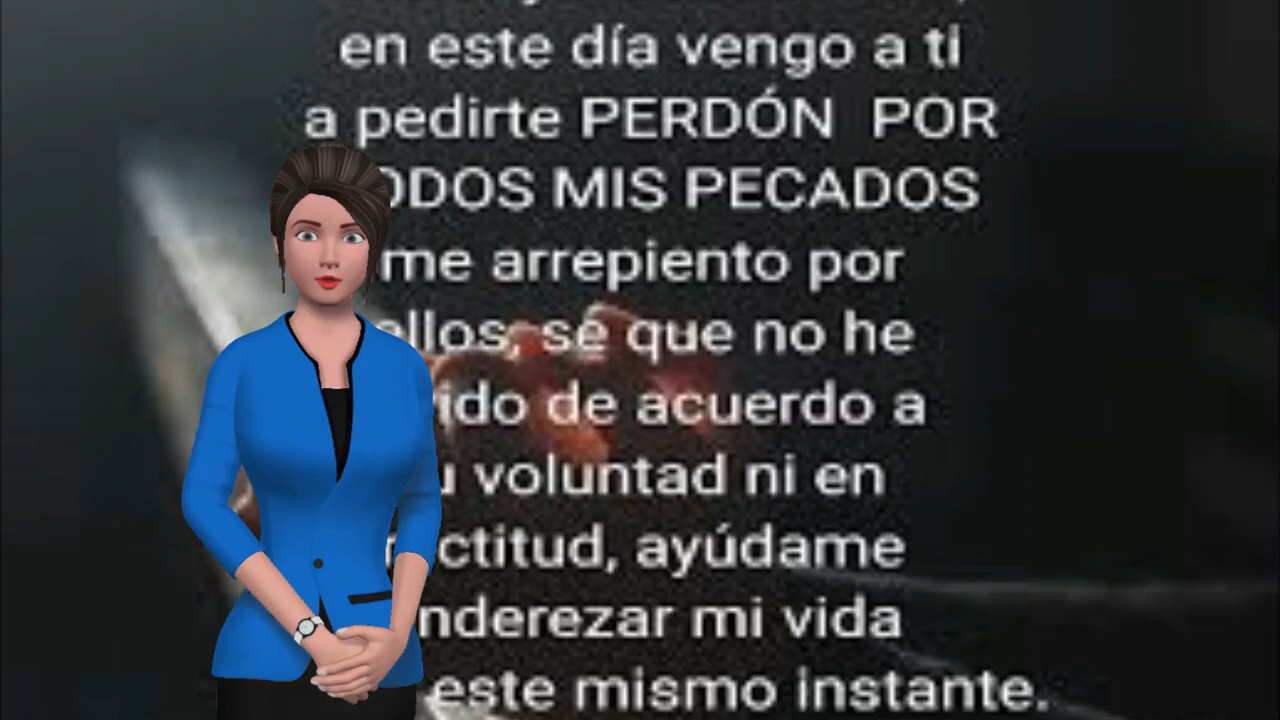 en este día vengo a ti
a pedirte PERDÓN POR
MIS PECADOS
me arrepiento por
sé que no he
de acuerdo a
voluntad ni en
ayúdame
mi vida
este mismo instante.